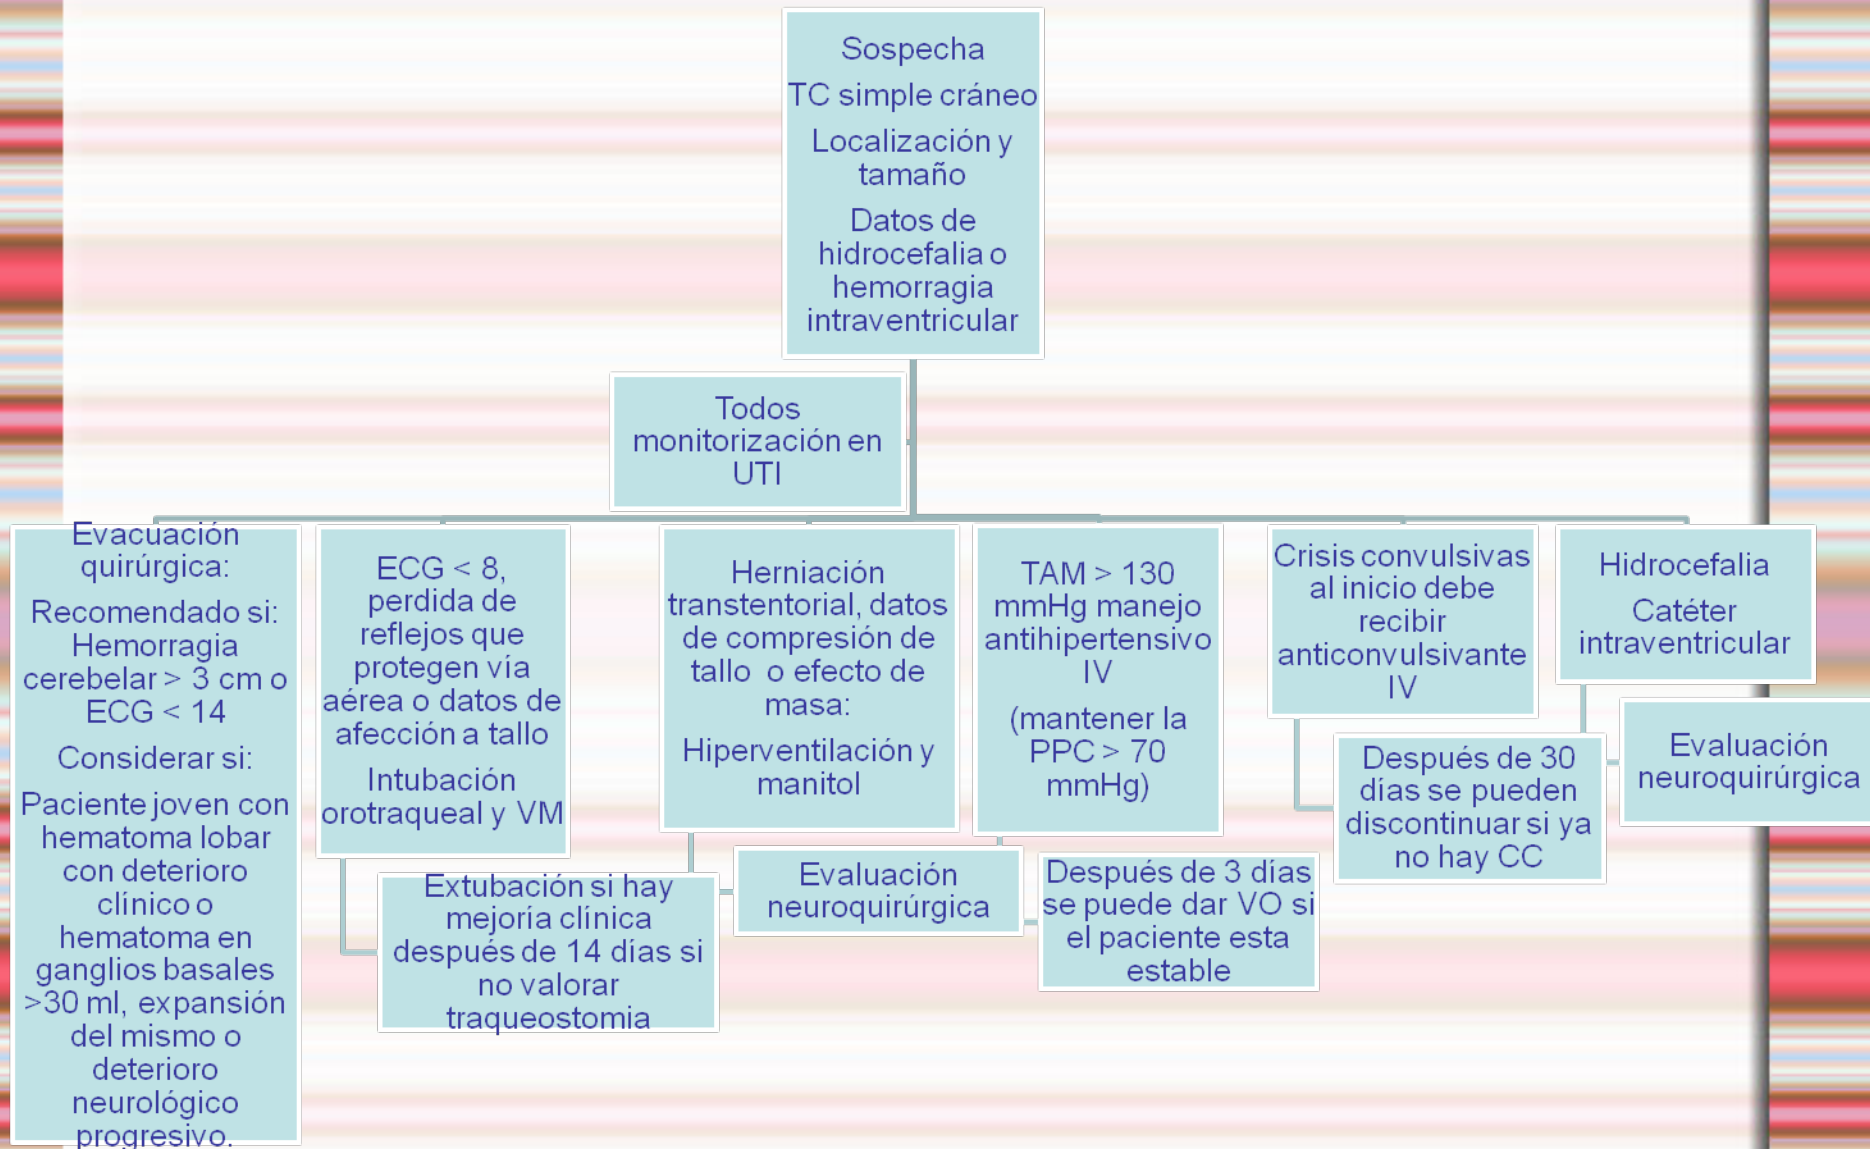 Sospecha
TC simple cráneo
Localización y
tamaño
Datos de
hidrocefalia o
hemorragia
intraventricular
Todos
monitorización en
UTI
Evacuación
quirúrgica:
Recomendado si:
Hemorragia
cerebelar > 3 cm o
ECG < 14
Considerar si:
Paciente joven con
hematoma lobar
con deterioro
clínico o
hematoma en
ganglios basales
>30 ml, expansión
del mismo o
deterioro
neurológico
progresivo.
ECG < 8,
perdida de
reflejos que
protegen vía
aérea o datos de
afección a tallo
Intubación
orotraqueal y VM
Extubación si hay
mejoría clínica
después de 14 días si
no valorar
traqueostomia
Herniación
transtentorial, datos
de compresión de
tallo o efecto de
masa:
Hiperventilación y
manitol
Evaluación
neuroquirúrgica
TAM > 130
mmHg manejo
antihipertensivo
IV
(mantener la
PPC > 70
mmHg)
Después de 3 días
se puede dar VO si
el paciente esta
estable
Crisis convulsivas
al inicio debe
recibir
anticonvulsivante
IV
Después de 30
días se pueden
discontinuar si ya
no hay CC
Hidrocefalia
Catéter
intraventricular
Evaluación
neuroquirúrgica